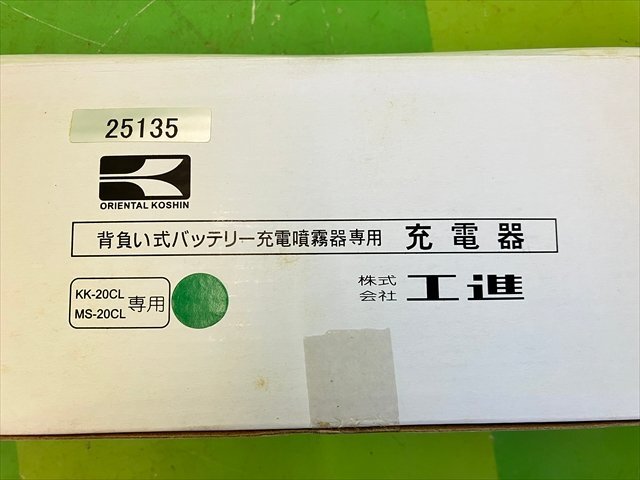 25135
ORIENTAL KOSHIN
背負い式バッテリー充電噴霧器専用 充電器
KK-20CL
MS-20CL
専用
株式
会社
工進